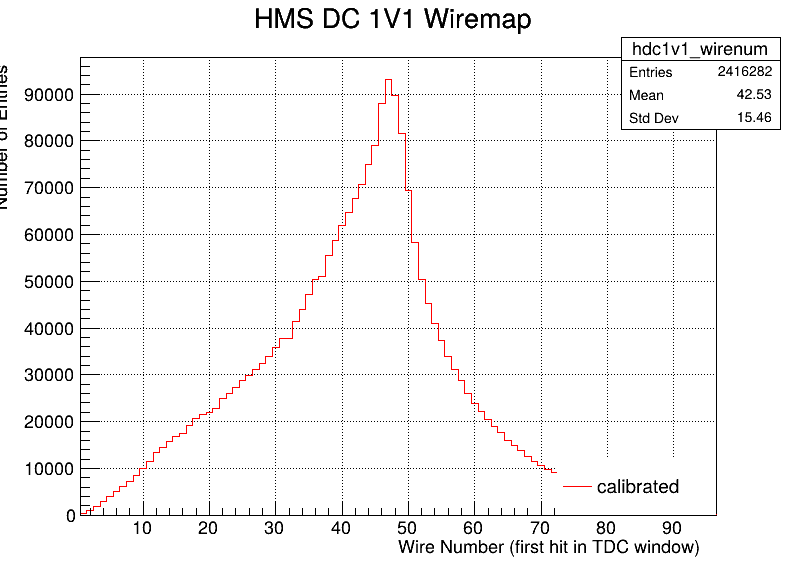 HMS DC 1V1 Wiremap
hdc1v1_wirenum
Entries 2416282
Mean 42.53
Std Dev 15.46
Number of Entries
90000
80000
70000
60000
50000
40000
30000
20000
10000
0
calibrated
10 20 30 40 50 60 70 80 90
Wire Number (first hit in TDC window)